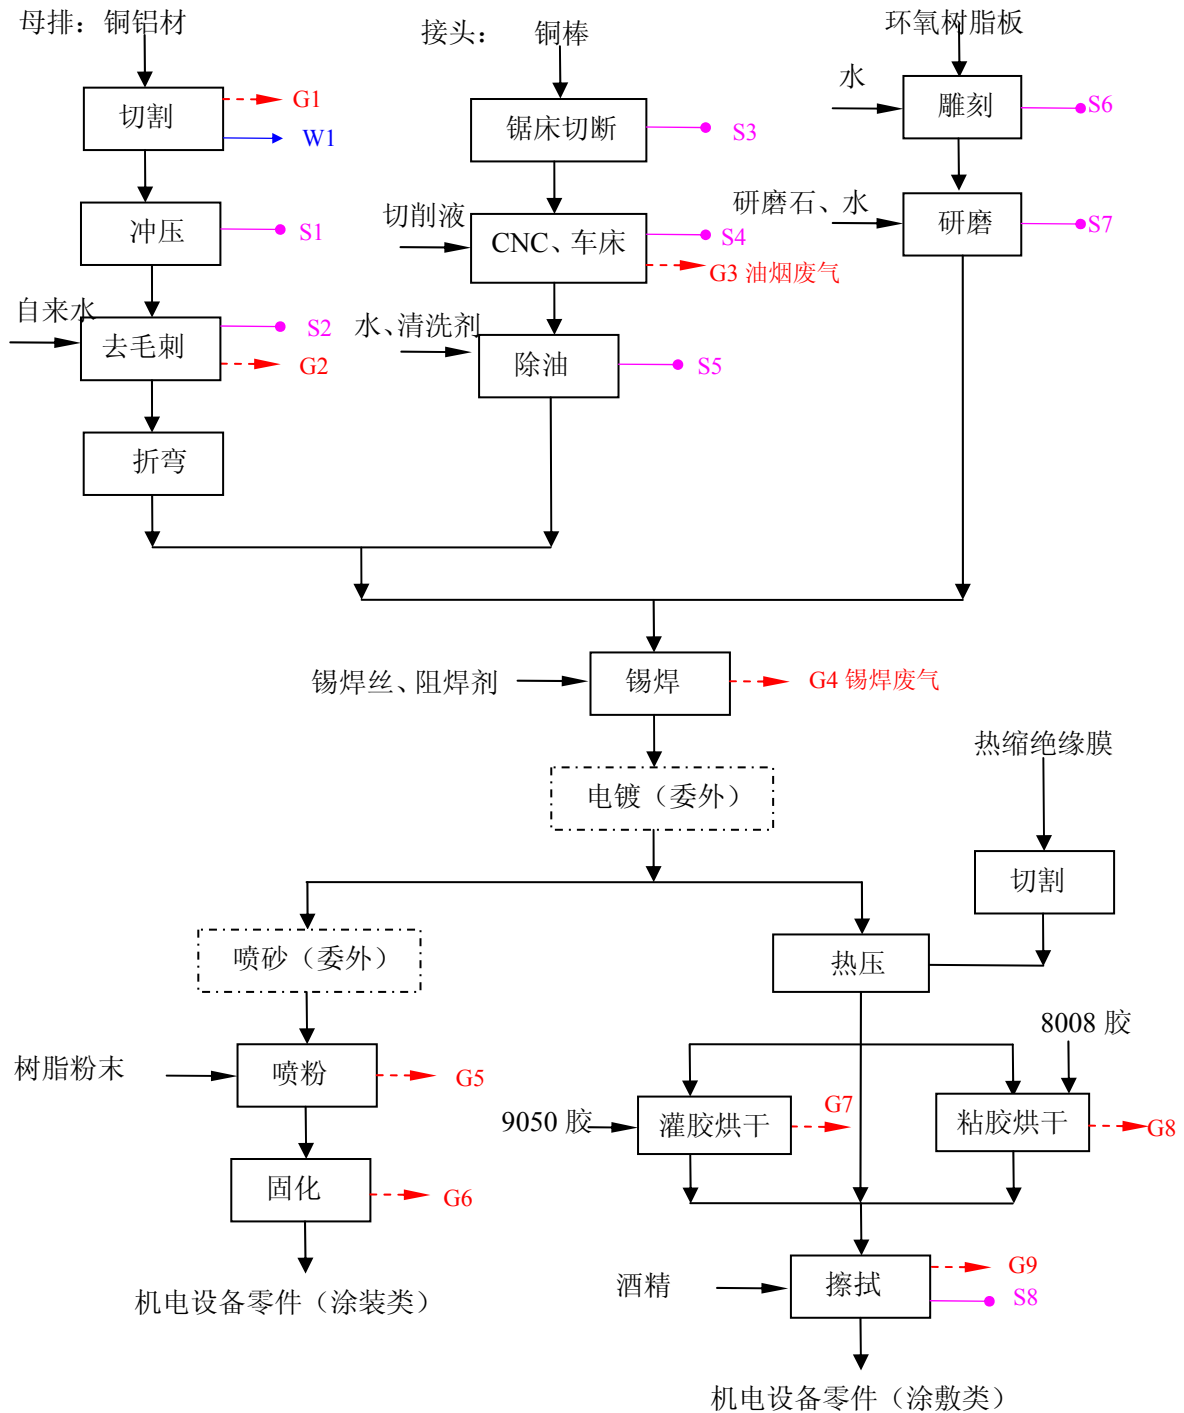 母排：铜铝材
接头：
铜棒
环氧树脂板
水
切割
G1
W1
锯床切断
S3
雕刻
S6
冲压
S1
切削液
CNC、车床
S4
G3 油烟废气
研磨石、水
研磨
S7
自来水
去毛刺
S2
G2
水、清洗剂
除油
S5
折弯
锡焊丝、阻焊剂
锡焊
G4 锡焊废气
热缩绝缘膜
电镀（委外）
切割
喷砂（委外）
热压
8008 胶
树脂粉末
喷粉
G5
9050 胶
灌胶烘干
G7
粘胶烘干
G8
固化
G6
酒精
擦拭
G9
S8
机电设备零件（涂装类）
机电设备零件（涂敷类）